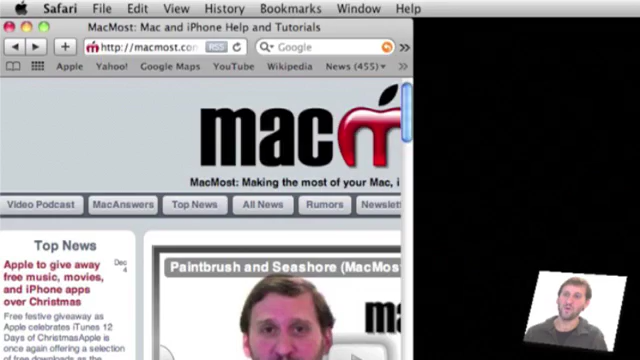 Safari File Edit View History Bookmarks Window Help
MacMost: Mac and iPhone Help and Tutorials
http://macmost.con RSS Google
Apple Yahoo! Google Maps YouTube Wikipedia News (455)
mac
MacMost: Making the most of your Mac, i
Video Podcast MacAnswers Top News All News Rumors Newslett
Top News
Apple to give away Dec
free music, movies, 4
and iPhone apps
over Christmas
Free festive giveaway as
Apple celebrates iTunes 12
Days of ChristmasApple is
once again offering a selection
of free downloads as the
Paintbrush and Seashore (MacMos
mac